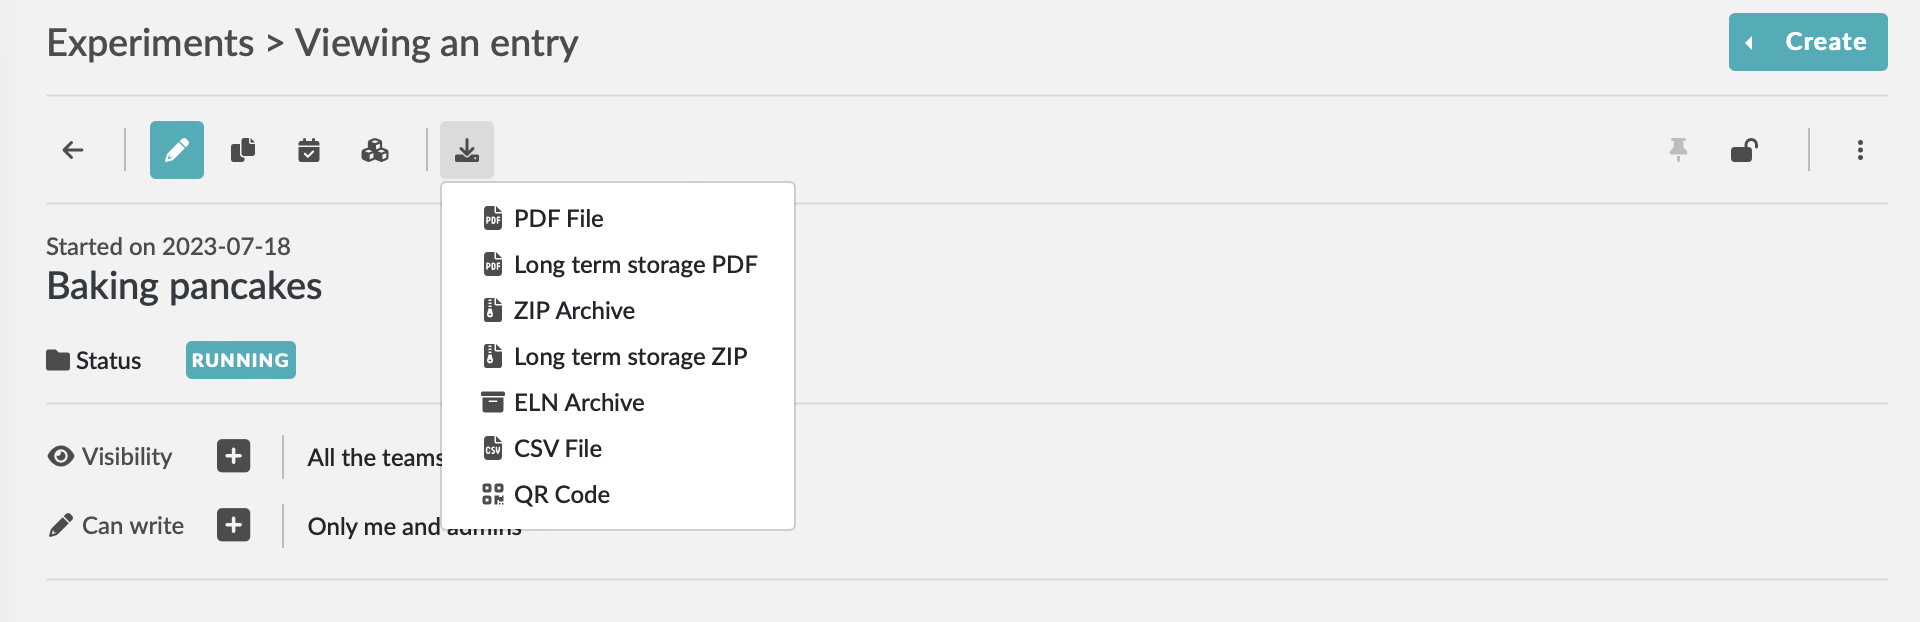 Experiments > Viewing an entry
Create
Started on 2023-07-18
Baking pancakes
Status RUNNING
PDF File
Long term storage PDF
ZIP Archive
Long term storage ZIP
ELN Archive
CSV File
QR Code
Visibility All the teams
Can write Only me and admins